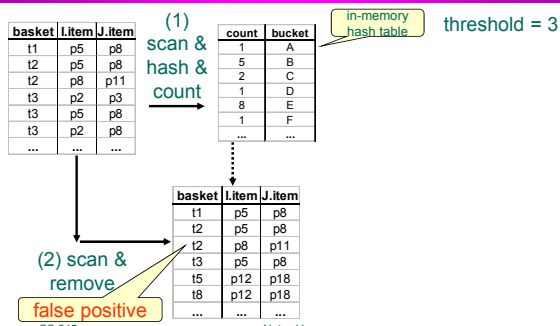 threshold = 3
in-memory
hash table
(1)
scan &
hash &
count
basket I.item J.item
t1 p5 p8
t2 p5 p8
t2 p8 p11
t3 p2 p3
t3 p5 p8
t3 p2 p8
... ... ...
count bucket
1 A
5 B
2 C
1 D
8 E
1 F
... ...
basket I.item J.item
t1 p5 p8
t2 p5 p8
t2 p8 p11
t3 p5 p8
t5 p12 p18
t8 p12 p18
... ... ...
(2) scan &
remove
false positive